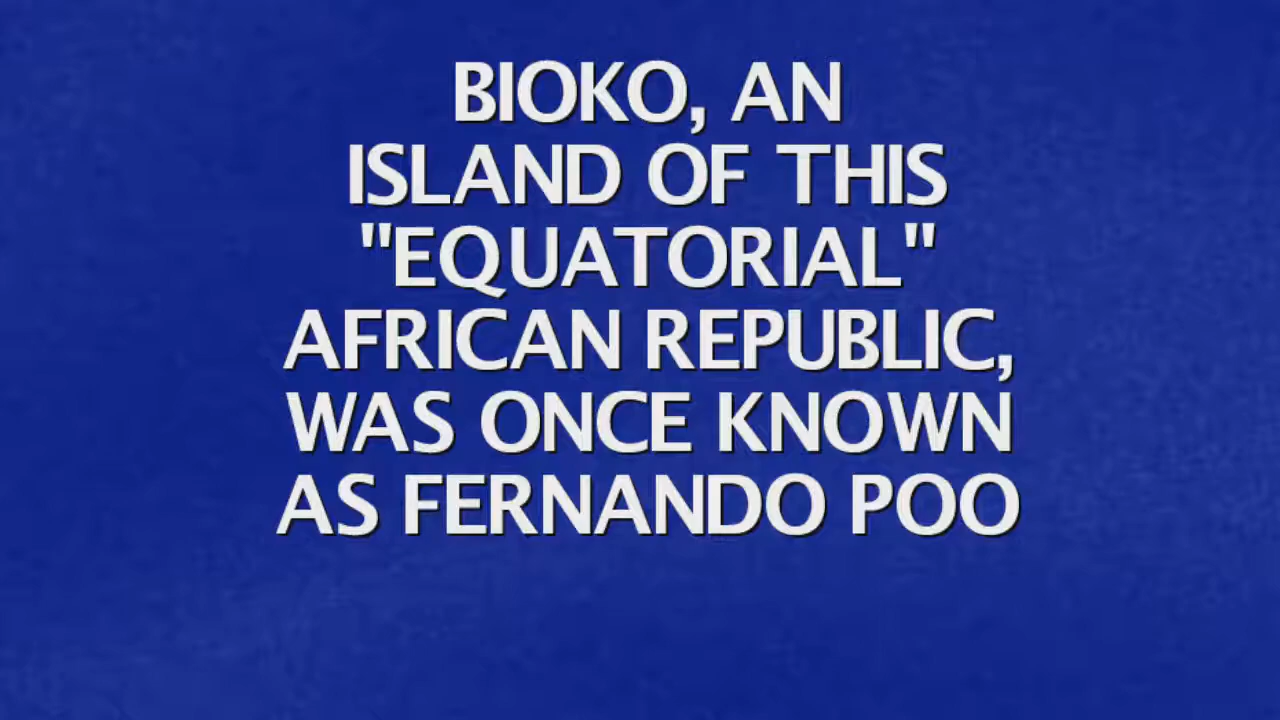 BIOKO, AN
ISLAND OF THIS
"EQUATORIAL"
AFRICAN REPUBLIC,
WAS ONCE KNOWN
AS FERNANDO POO